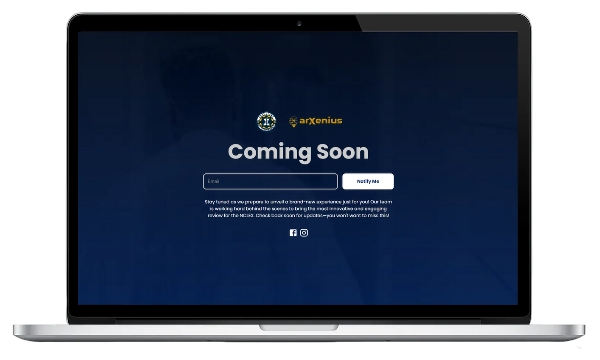 arXenius
Coming Soon
Email
Notify Me
Stay tuned as we prepare to unveil a brand-new experience just for you! Our team
is working hard behind the scenes to bring the most innovative and engaging
review for the NCLEX. Check back soon for updates—you won't want to miss this!